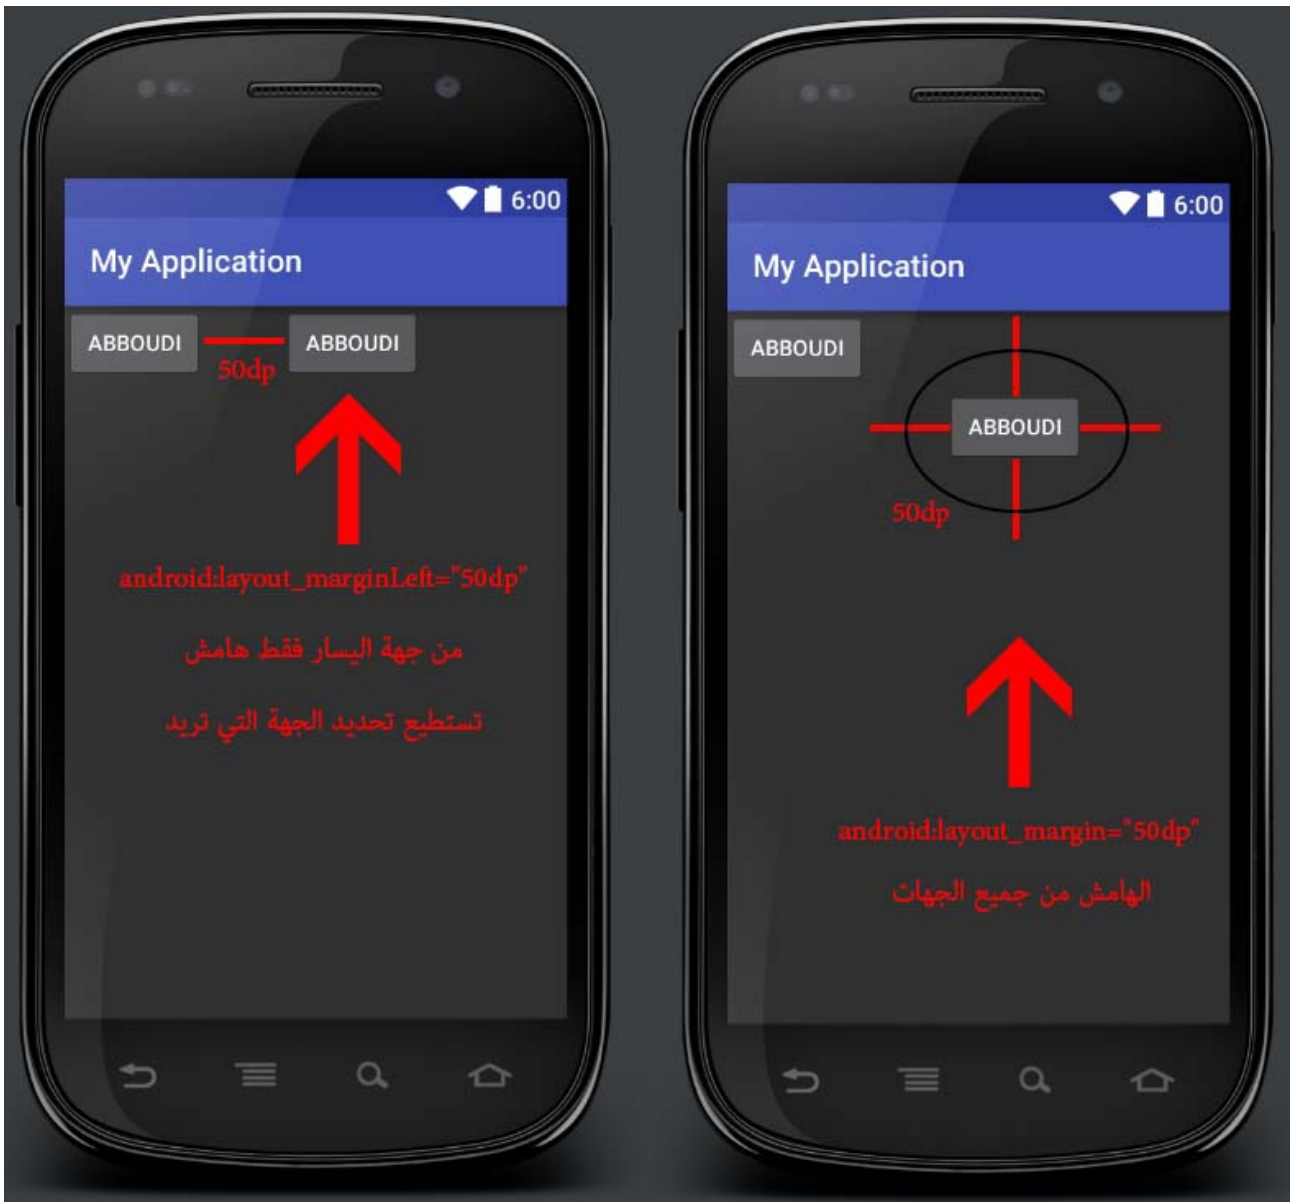 6:00
My Application
ABBOUDI
ABBOUDI
50dp
android:layout_marginLeft="50dp"
من جهة اليسار فقط هامش
تستطيع تحديد الجهة التي تريد
6:00
My Application
ABBOUDI
ABBOUDI
50dp
android:layout_margin="50dp"
الهامش من جميع الجهات